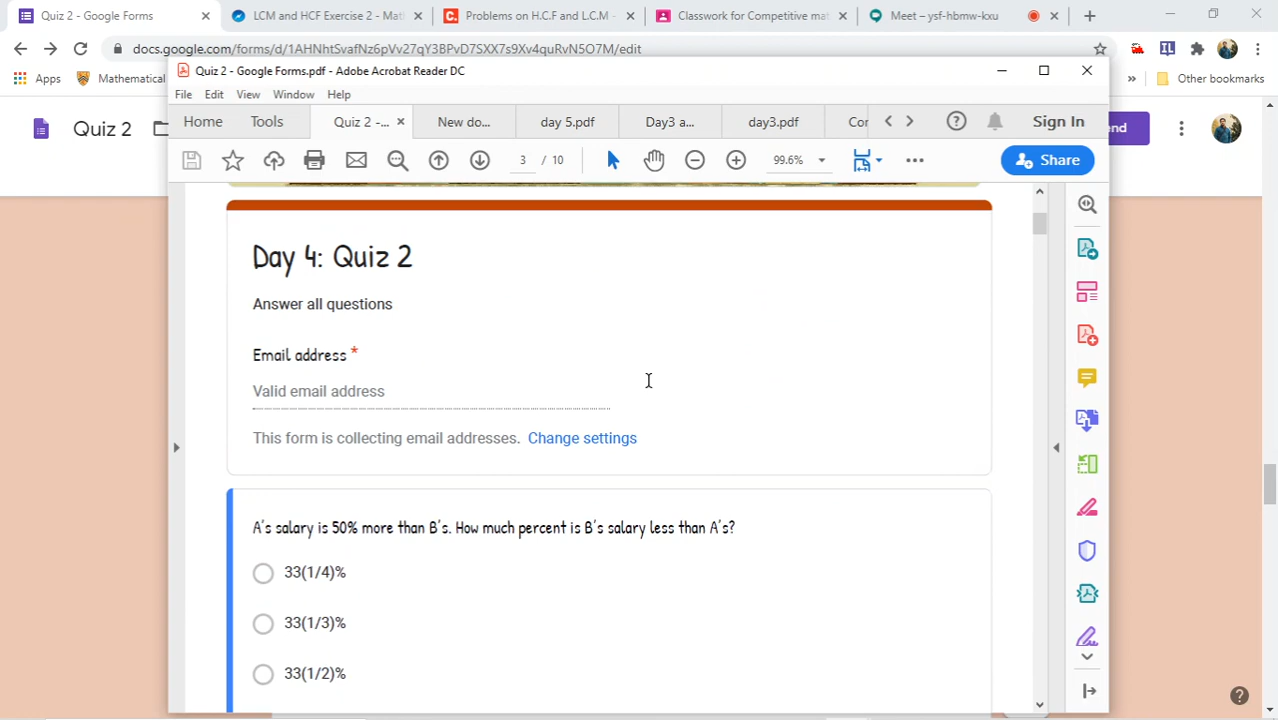 Quiz 2 - Google Forms
LCM and HCF Exercise 2 - Mat
Problems on H.C.F and L.C.M -
Classwork for Competitive mat
Meet – ysf-hbmw-kxu
docs.google.com/forms/d/1AHNhtSvafNz6pVv27qY3BPvD7SXX7s9Xv4quRvN5O7M/edit
Apps
Mathematical
Other bookmarks
Quiz 2 - Google Forms.pdf - Adobe Acrobat Reader DC
File Edit View Window Help
Quiz 2
end
Home Tools Quiz 2 -... New do... day 5.pdf Day3 a... day3.pdf Cor Sign In
3 / 10 99.6% Share
Day 4: Quiz 2
Answer all questions
Email address *
Valid email address
This form is collecting email addresses. Change settings
A's salary is 50% more than B's. How much percent is B's salary less than A's?
33(1/4)%
33(1/3)%
33(1/2)%